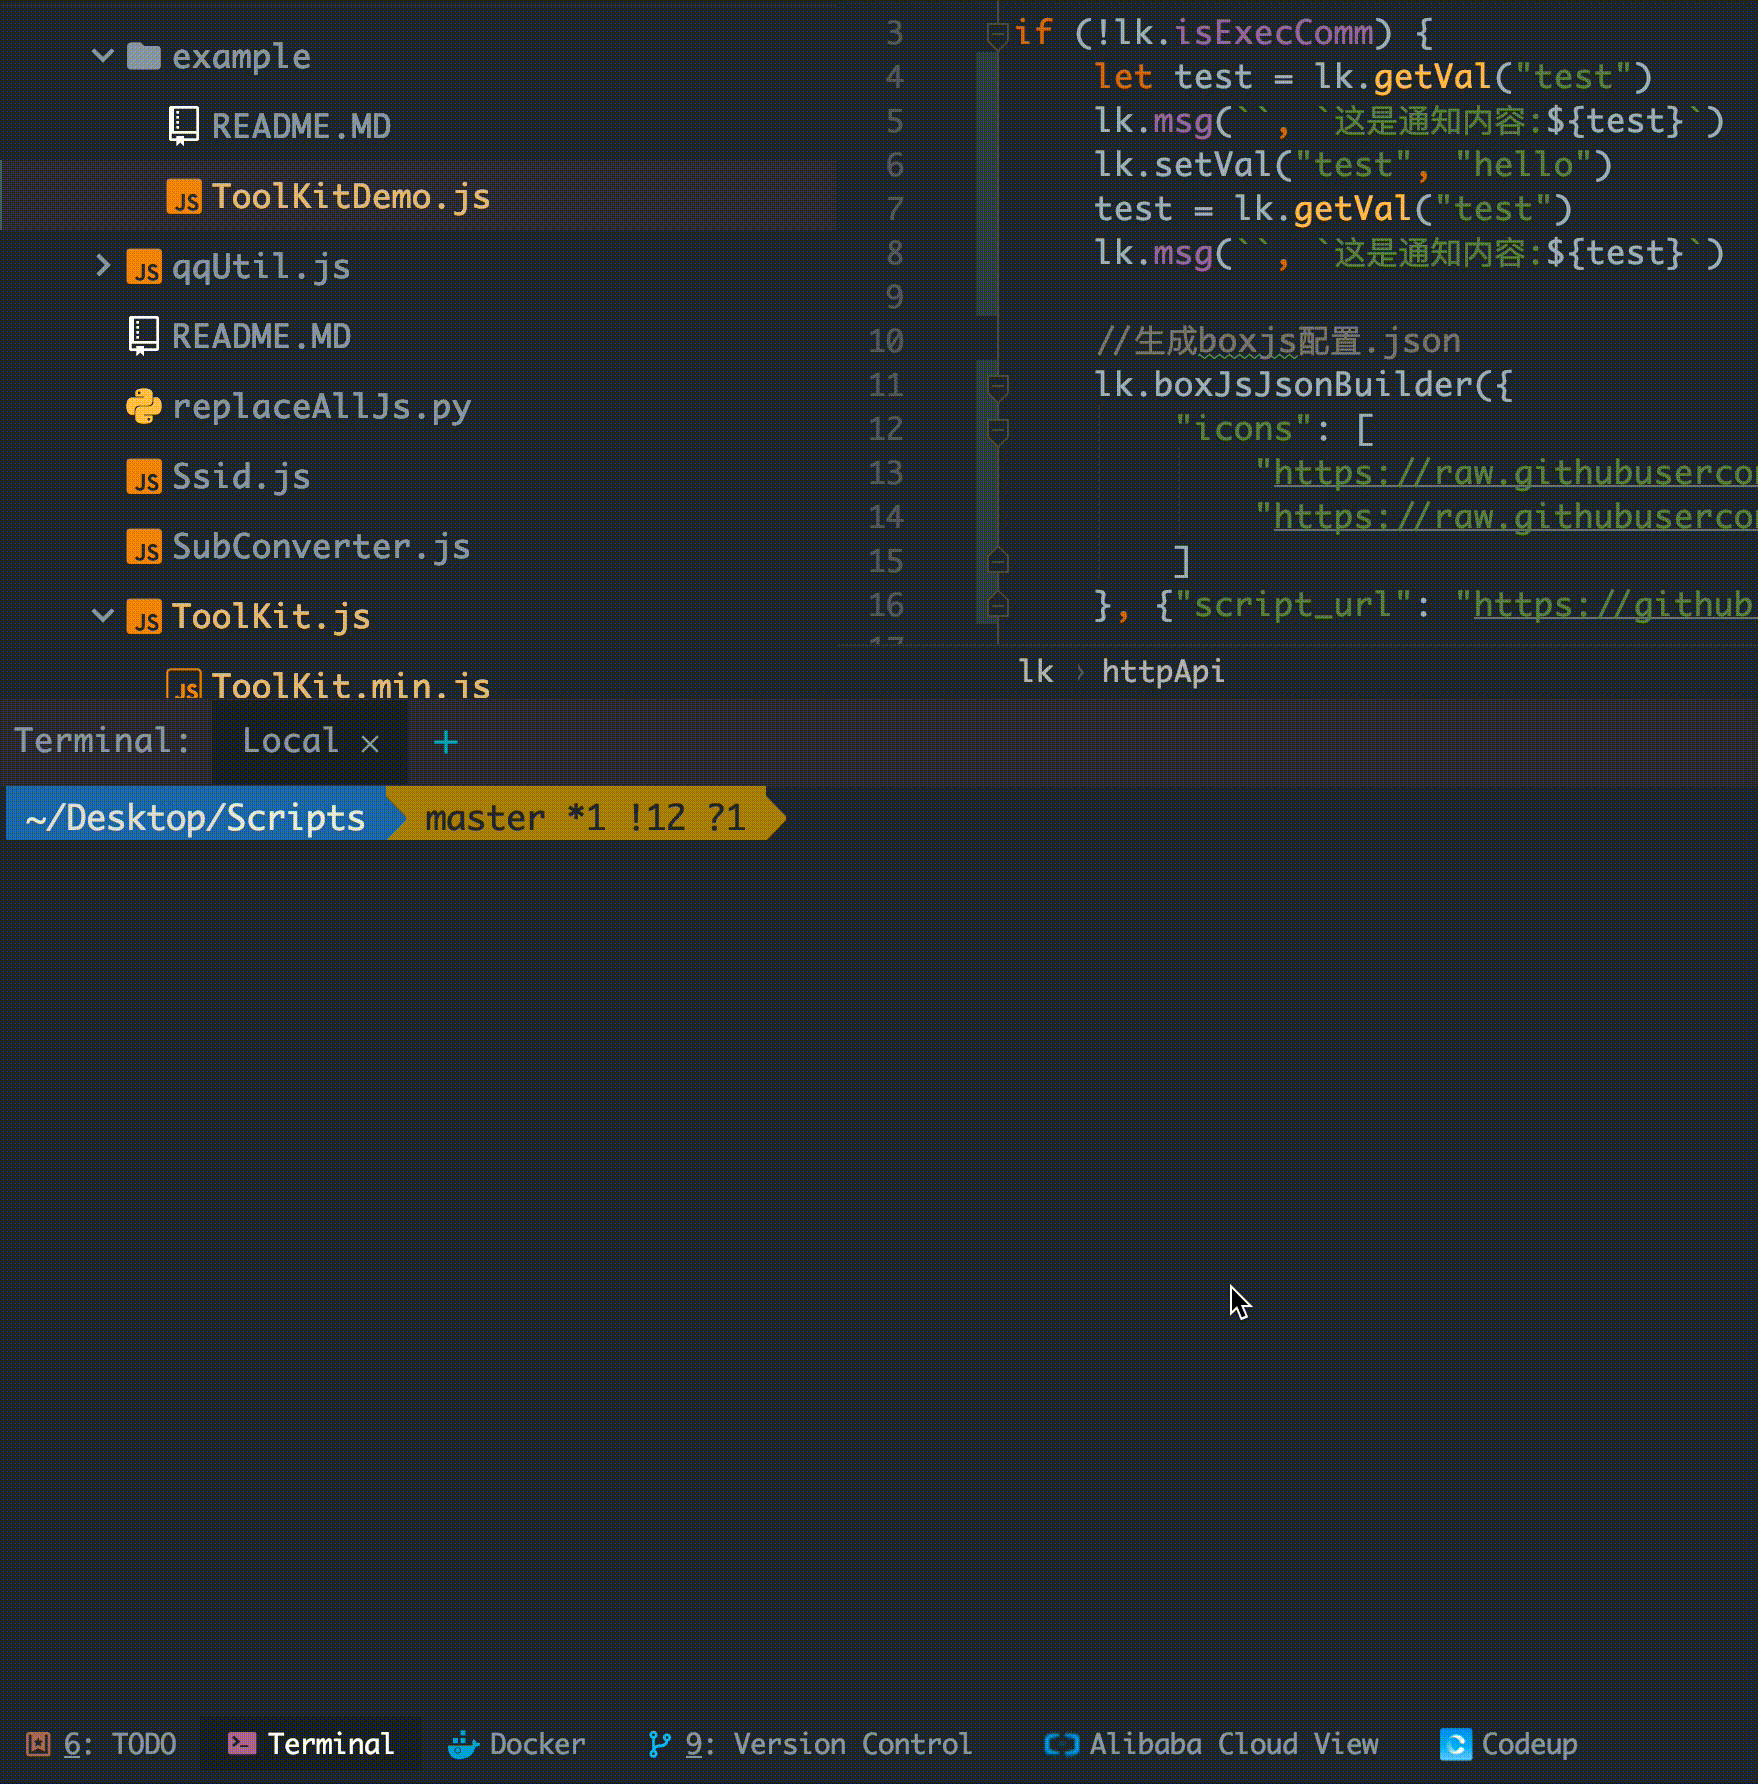 example
README.MD
ToolKitDemo.js
qqUtil.js
README.MD
replaceAllJs.py
Ssid.js
SubConverter.js
ToolKit.js
ToolKit.min.js
3 if (!lk.isExecComm) {
4 let test = lk.getVal("test")
5 lk.msg(``, `这是通知内容:${test}`)
6 lk.setVal("test", "hello")
7 test = lk.getVal("test")
8 lk.msg(``, `这是通知内容:${test}`)
9
10 //生成boxjs配置.json
11 lk.boxJsJsonBuilder({
12 "icons": [
13 "https://raw.githubuserco
14 "https://raw.githubuserco
15 ]
16 }, {"script_url": "https://github
17
lk › httpApi
Terminal: Local × +
~/Desktop/Scripts master *1 !12 ?1
6: TODO Terminal Docker 9: Version Control Alibaba Cloud View Codeup